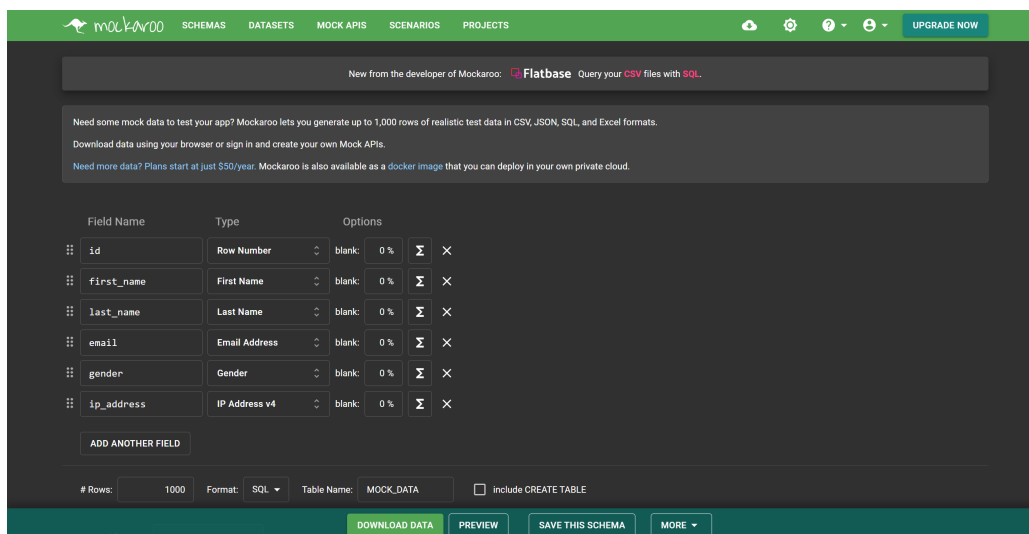 mockaroo SCHEMAS DATASETS MOCK APIS SCENARIOS PROJECTS UPGRADE NOW
New from the developer of Mockaroo: Flatbase Query your CSV files with SQL.
Need some mock data to test your app? Mockaroo lets you generate up to 1,000 rows of realistic test data in CSV, JSON, SQL, and Excel formats.
Download data using your browser or sign in and create your own Mock APIs.
Need more data? Plans start at just $50/year. Mockaroo is also available as a docker image that you can deploy in your own private cloud.
Field Name Type Options
id Row Number blank: 0 % Σ
first_name First Name blank: 0 % Σ
last_name Last Name blank: 0 % Σ
email Email Address blank: 0 % Σ
gender Gender blank: 0 % Σ
ip_address IP Address v4 blank: 0 % Σ
ADD ANOTHER FIELD
# Rows: 1000 Format: SQL Table Name: MOCK_DATA include CREATE TABLE
DOWNLOAD DATA PREVIEW SAVE THIS SCHEMA MORE